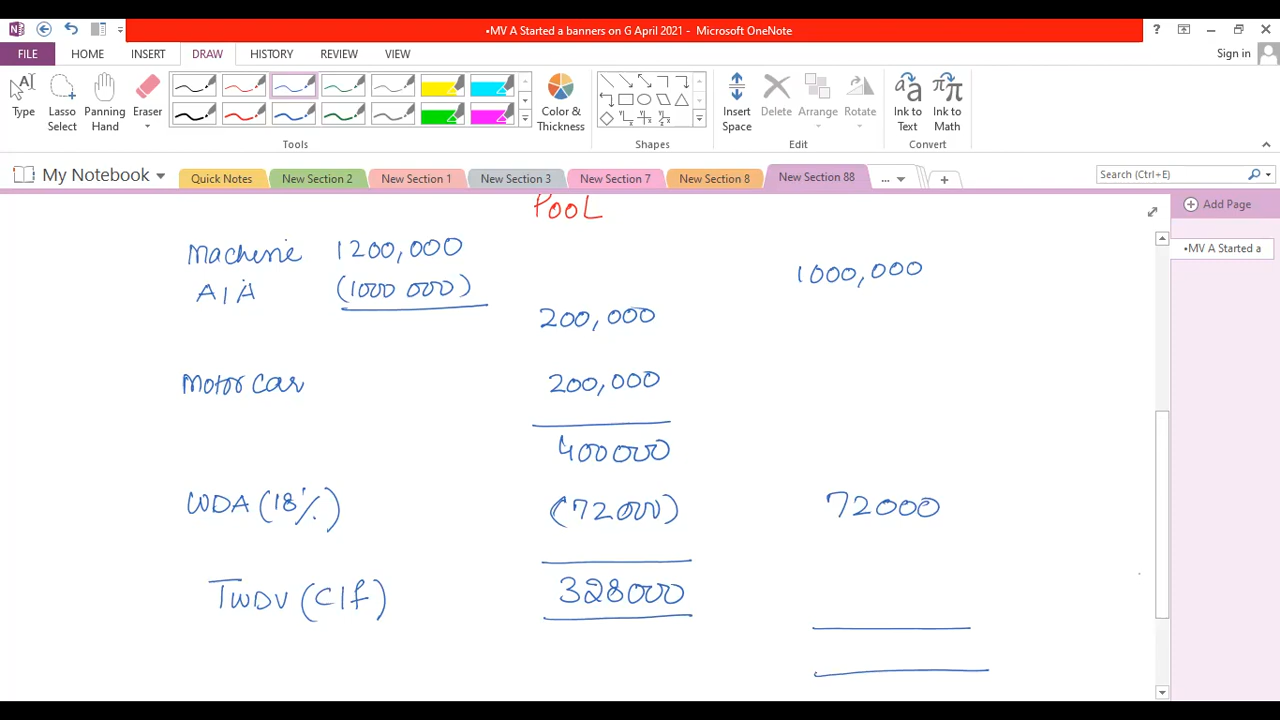 •MV A Started a banners on G April 2021 - Microsoft OneNote
Sign in
FILE HOME INSERT DRAW HISTORY REVIEW VIEW
Type
Lasso Select
Panning Hand
Eraser
Color & Thickness
Insert Space
Delete
Arrange
Rotate
Ink to Text
Ink to Math
Tools
Shapes
Edit
Convert
My Notebook
Quick Notes
New Section 2
New Section 1
New Section 3
New Section 7
New Section 8
New Section 88
...
Search (Ctrl+E)
Add Page
•MV A Started a
POOL
Machine 1200,000
1000,000
AIA (1000 000)
200,000
Motor Car 200,000
400000
WDA (18%) (72000) 72000
TWDV (C/f) 328000